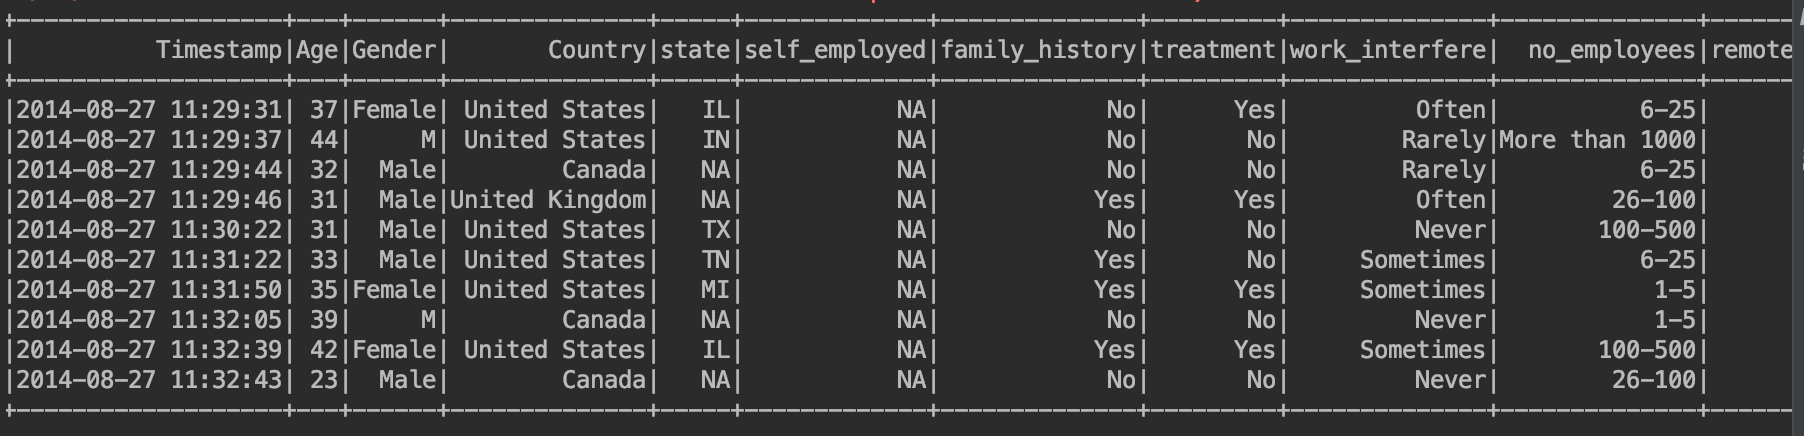 |           Timestamp|Age|Gender|       Country|state|self_employed|family_history|treatment|work_interfere|  no_employees|remote
|2014-08-27 11:29:31| 37|Female| United States|   IL|           NA|            No|      Yes|         Often|          6-25|
|2014-08-27 11:29:37| 44|     M| United States|   IN|           NA|            No|       No|        Rarely|More than 1000|
|2014-08-27 11:29:44| 32|  Male|        Canada|   NA|           NA|            No|       No|        Rarely|          6-25|
|2014-08-27 11:29:46| 31|  Male|United Kingdom|   NA|           NA|           Yes|      Yes|         Often|        26-100|
|2014-08-27 11:30:22| 31|  Male| United States|   TX|           NA|            No|       No|         Never|       100-500|
|2014-08-27 11:31:22| 33|  Male| United States|   TN|           NA|           Yes|       No|     Sometimes|          6-25|
|2014-08-27 11:31:50| 35|Female| United States|   MI|           NA|           Yes|      Yes|     Sometimes|           1-5|
|2014-08-27 11:32:05| 39|     M|        Canada|   NA|           NA|            No|       No|         Never|           1-5|
|2014-08-27 11:32:39| 42|Female| United States|   IL|           NA|           Yes|      Yes|     Sometimes|       100-500|
|2014-08-27 11:32:43| 23|  Male|        Canada|   NA|           NA|            No|       No|         Never|        26-100|